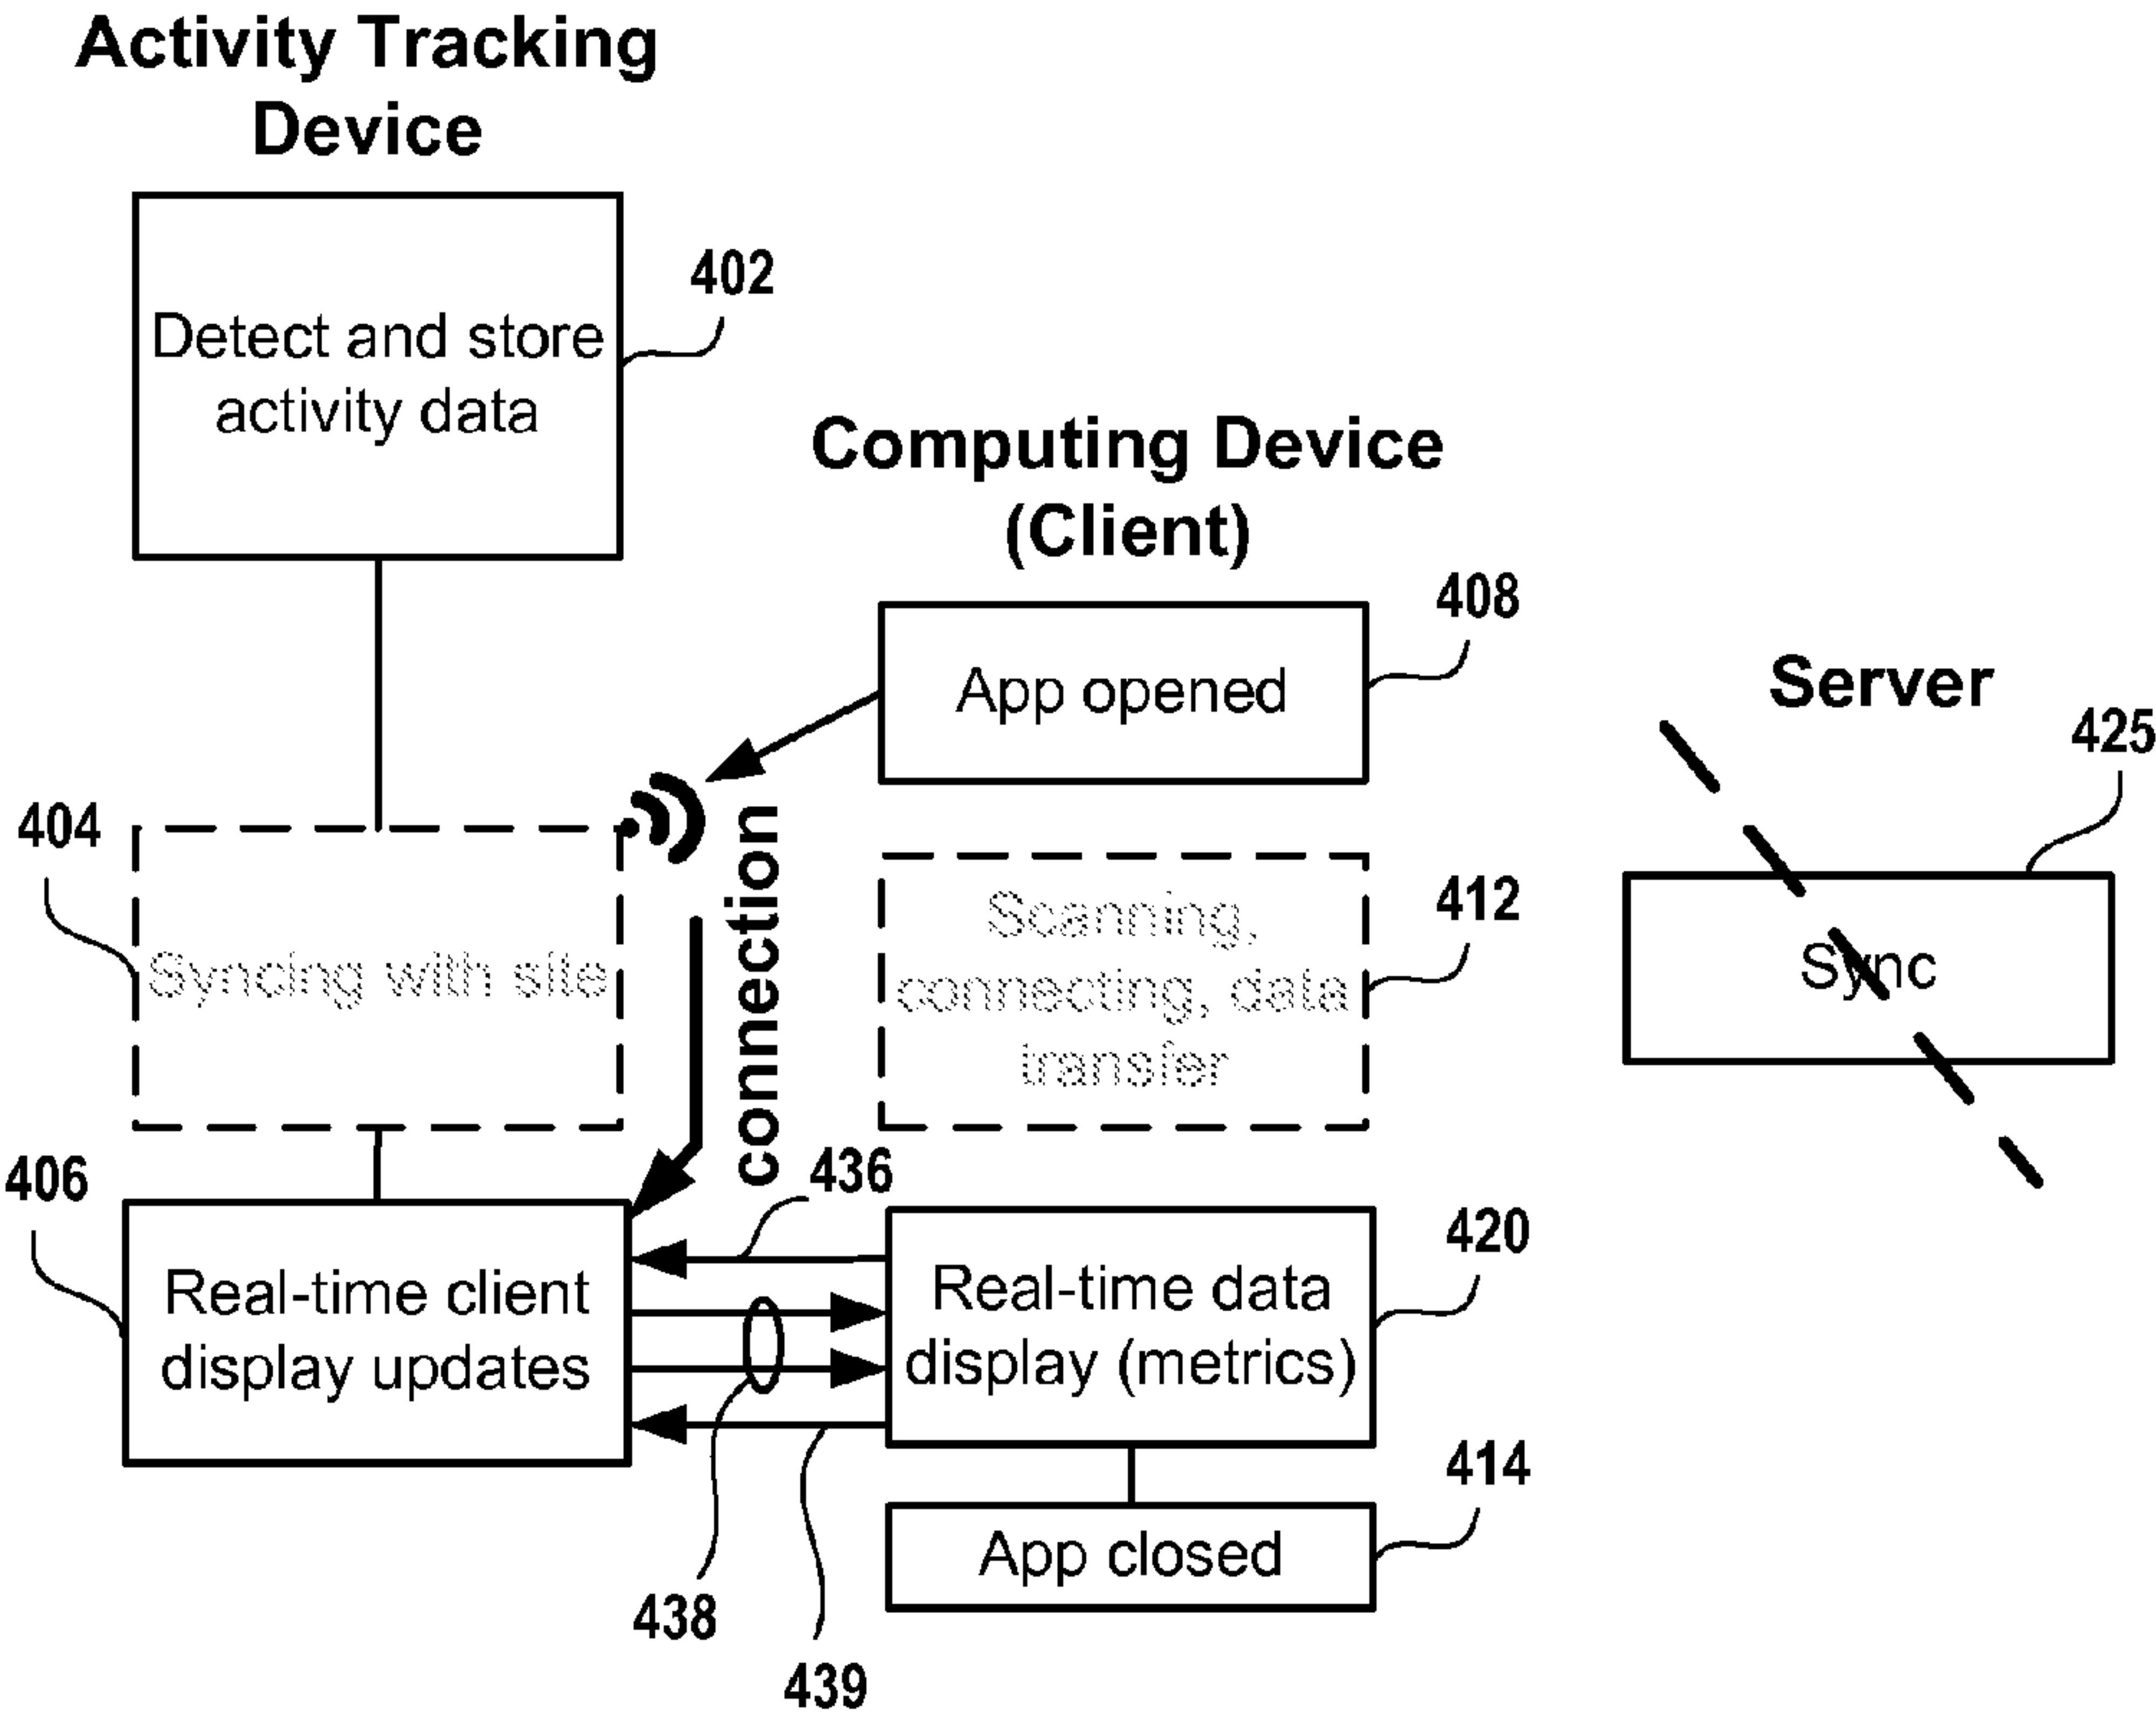 Activity Tracking
Device
402
Detect and store
activity data
Computing Device
(Client)
408
App opened
Server
425
404
Syncing with site
connection
Scanning,
connecting, data
transfer
412
Sync
406
Real-time client
display updates
436
420
Real-time data
display (metrics)
438
439
414
App closed